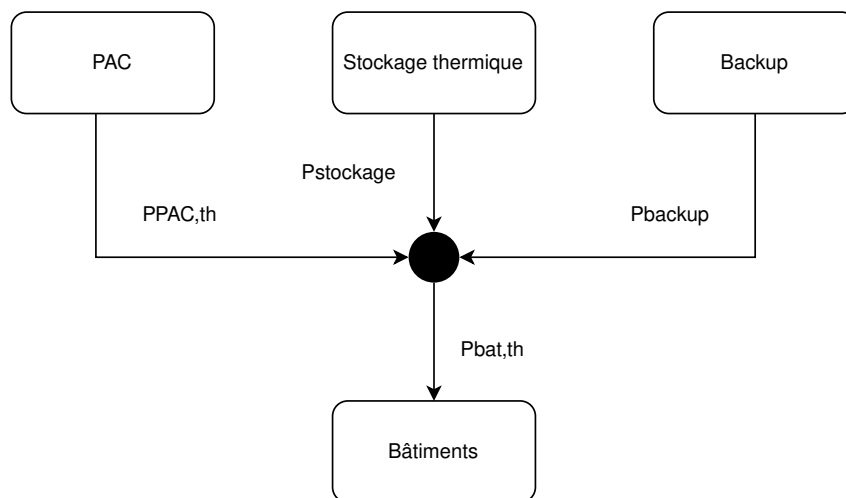 PAC
Stockage thermique
Backup
Pstockage
PPAC,th
Pbackup
Pbat,th
Bâtiments